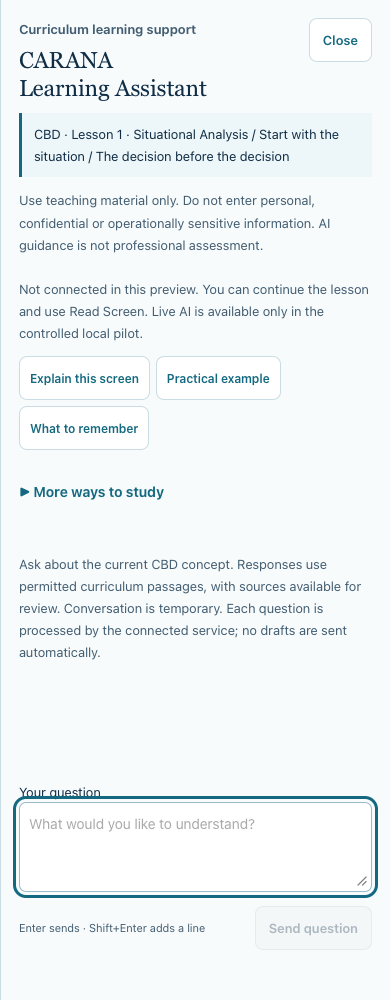 Curriculum learning support
Close
CARANA
Learning Assistant
CBD · Lesson 1 · Situational Analysis / Start with the
situation / The decision before the decision
Use teaching material only. Do not enter personal,
confidential or operationally sensitive information. AI
guidance is not professional assessment.
Not connected in this preview. You can continue the lesson
and use Read Screen. Live AI is available only in the
controlled local pilot.
Explain this screen
Practical example
What to remember
More ways to study
Ask about the current CBD concept. Responses use
permitted curriculum passages, with sources available for
review. Conversation is temporary. Each question is
processed by the connected service; no drafts are sent
automatically.
Your question
What would you like to understand?
Enter sends · Shift+Enter adds a line
Send question